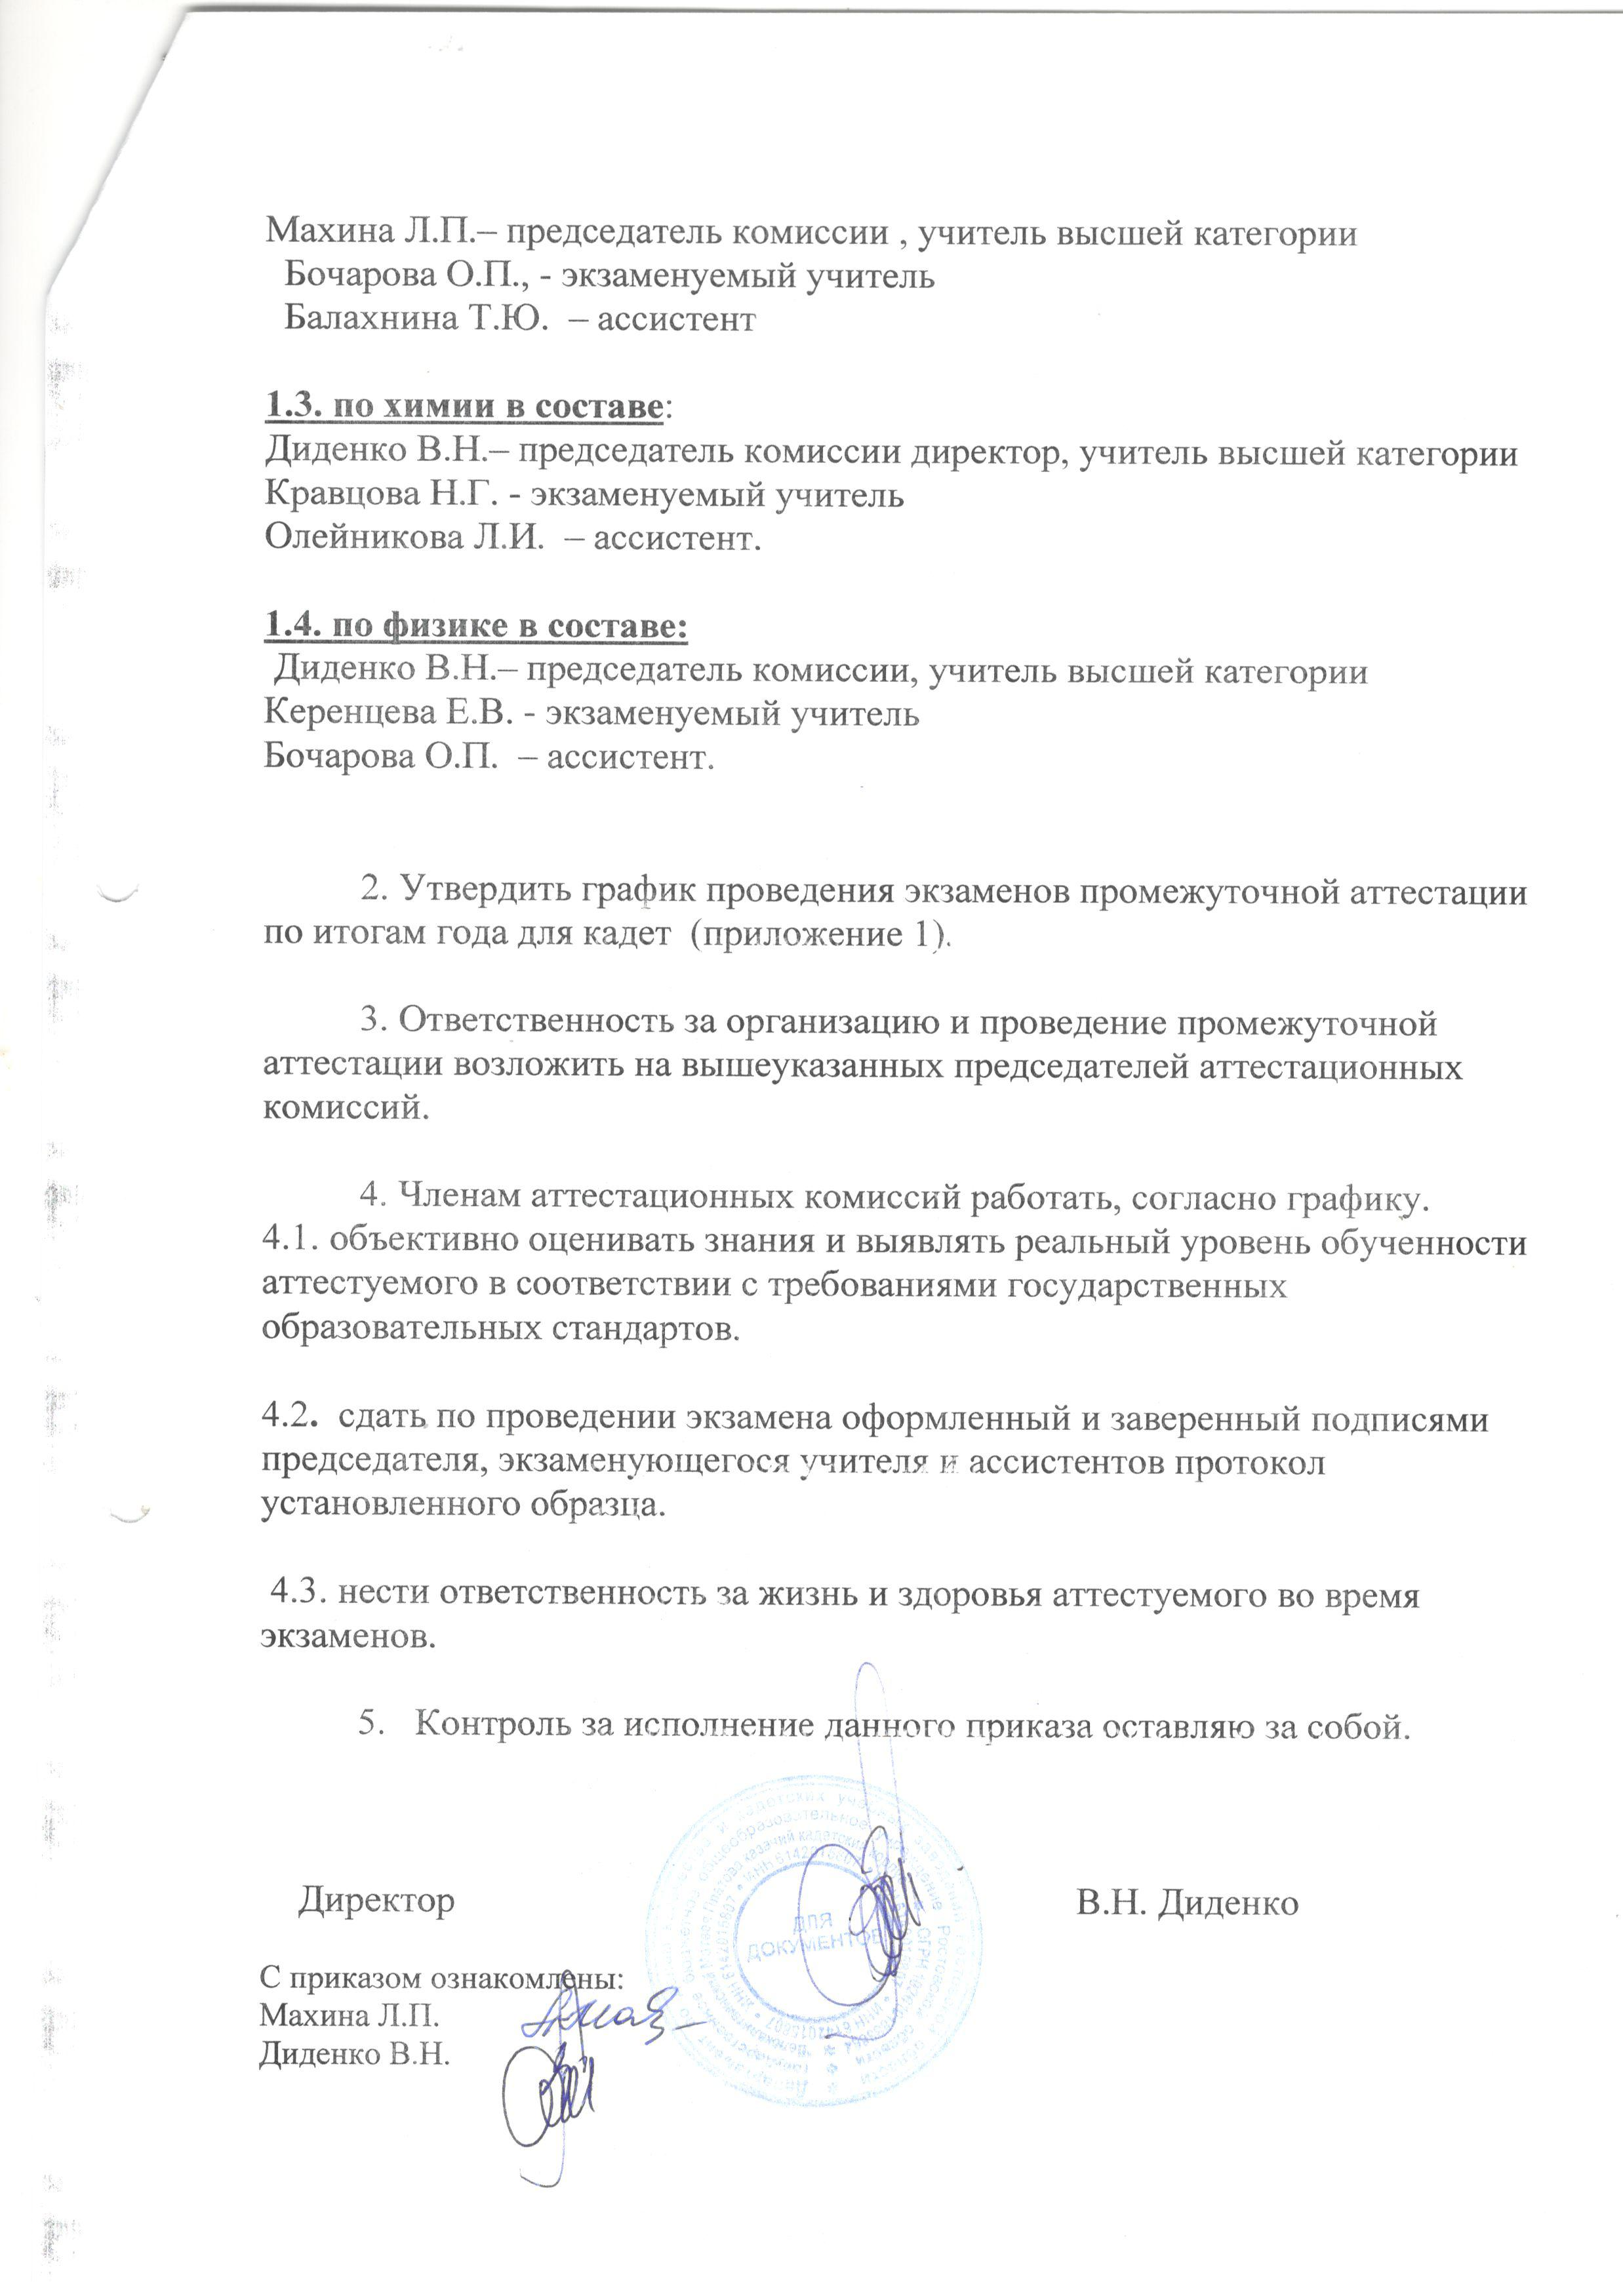 Махина Л.П.– председатель комиссии , учитель высшей категории
Бочарова О.П., - экзаменуемый учитель
Балахнина Т.Ю.  – ассистент
1.3. по химии в составе:
Диденко В.Н.– председатель комиссии директор, учитель высшей категории
Кравцова Н.Г. - экзаменуемый учитель
Олейникова Л.И.  – ассистент.
1.4. по физике в составе:
Диденко В.Н.– председатель комиссии, учитель высшей категории
Керенцева Е.В. - экзаменуемый учитель
Бочарова О.П.  – ассистент.
2. Утвердить график проведения экзаменов промежуточной аттестации
по итогам года для кадет  (приложение 1).
3. Ответственность за организацию и проведение промежуточной
аттестации возложить на вышеуказанных председателей аттестационных
комиссий.
4. Членам аттестационных комиссий работать, согласно графику.
4.1. объективно оценивать знания и выявлять реальный уровень обученности
аттестуемого в соответствии с требованиями государственных
образовательных стандартов.
4.2.  сдать по проведении экзамена оформленный и заверенный подписями
председателя, экзаменующегося учителя и ассистентов протокол
установленного образца.
4.3. нести ответственность за жизнь и здоровья аттестуемого во время
экзаменов.
5.   Контроль за исполнение данного приказа оставляю за собой.
Директор
В.Н. Диденко
ДЛЯ
ДОКУМЕНТОВ
С приказом ознакомлены:
Махина Л.П.
Диденко В.Н.